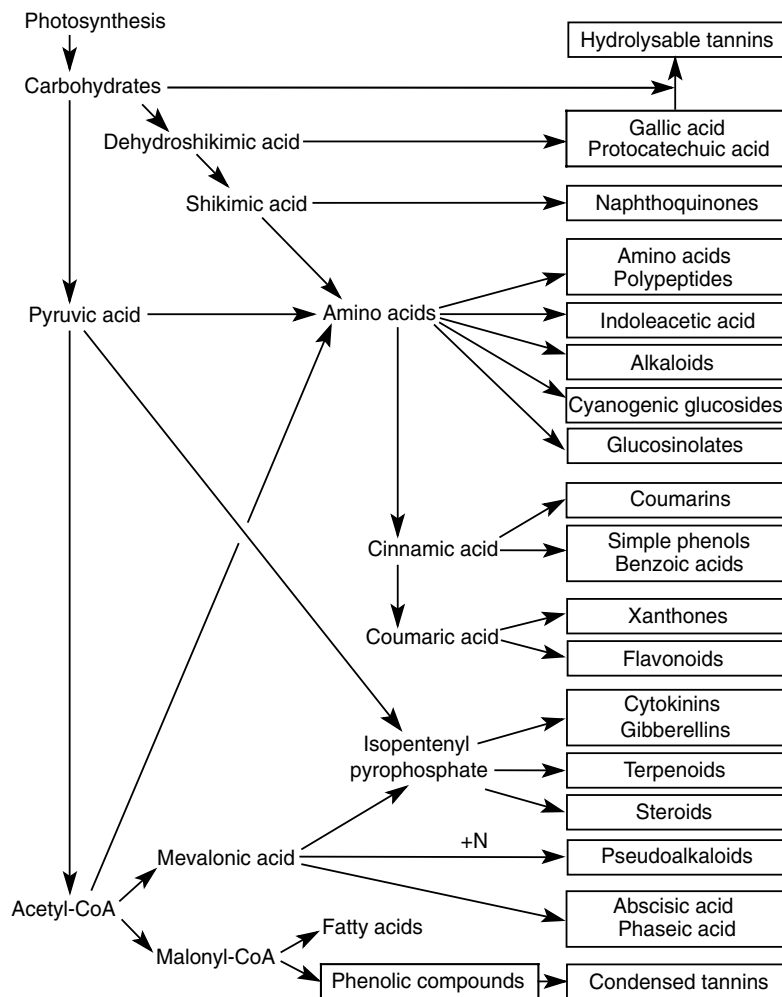 Photosynthesis
Hydrolysable tannins
Carbohydrates
Gallic acid
Protocatechuic acid
Dehydroshikimic acid
Shikimic acid
Naphthoquinones
Amino acids
Polypeptides
Pyruvic acid
Amino acids
Indoleacetic acid
Alkaloids
Cyanogenic glucosides
Glucosinolates
Coumarins
Cinnamic acid
Simple phenols
Benzoic acids
Xanthones
Coumaric acid
Flavonoids
Cytokinins
Gibberellins
Isopentenyl
pyrophosphate
Terpenoids
Steroids
Mevalonic acid
+N
Pseudoalkaloids
Acetyl-CoA
Abscisic acid
Phaseic acid
Fatty acids
Malonyl-CoA
Phenolic compounds
Condensed tannins